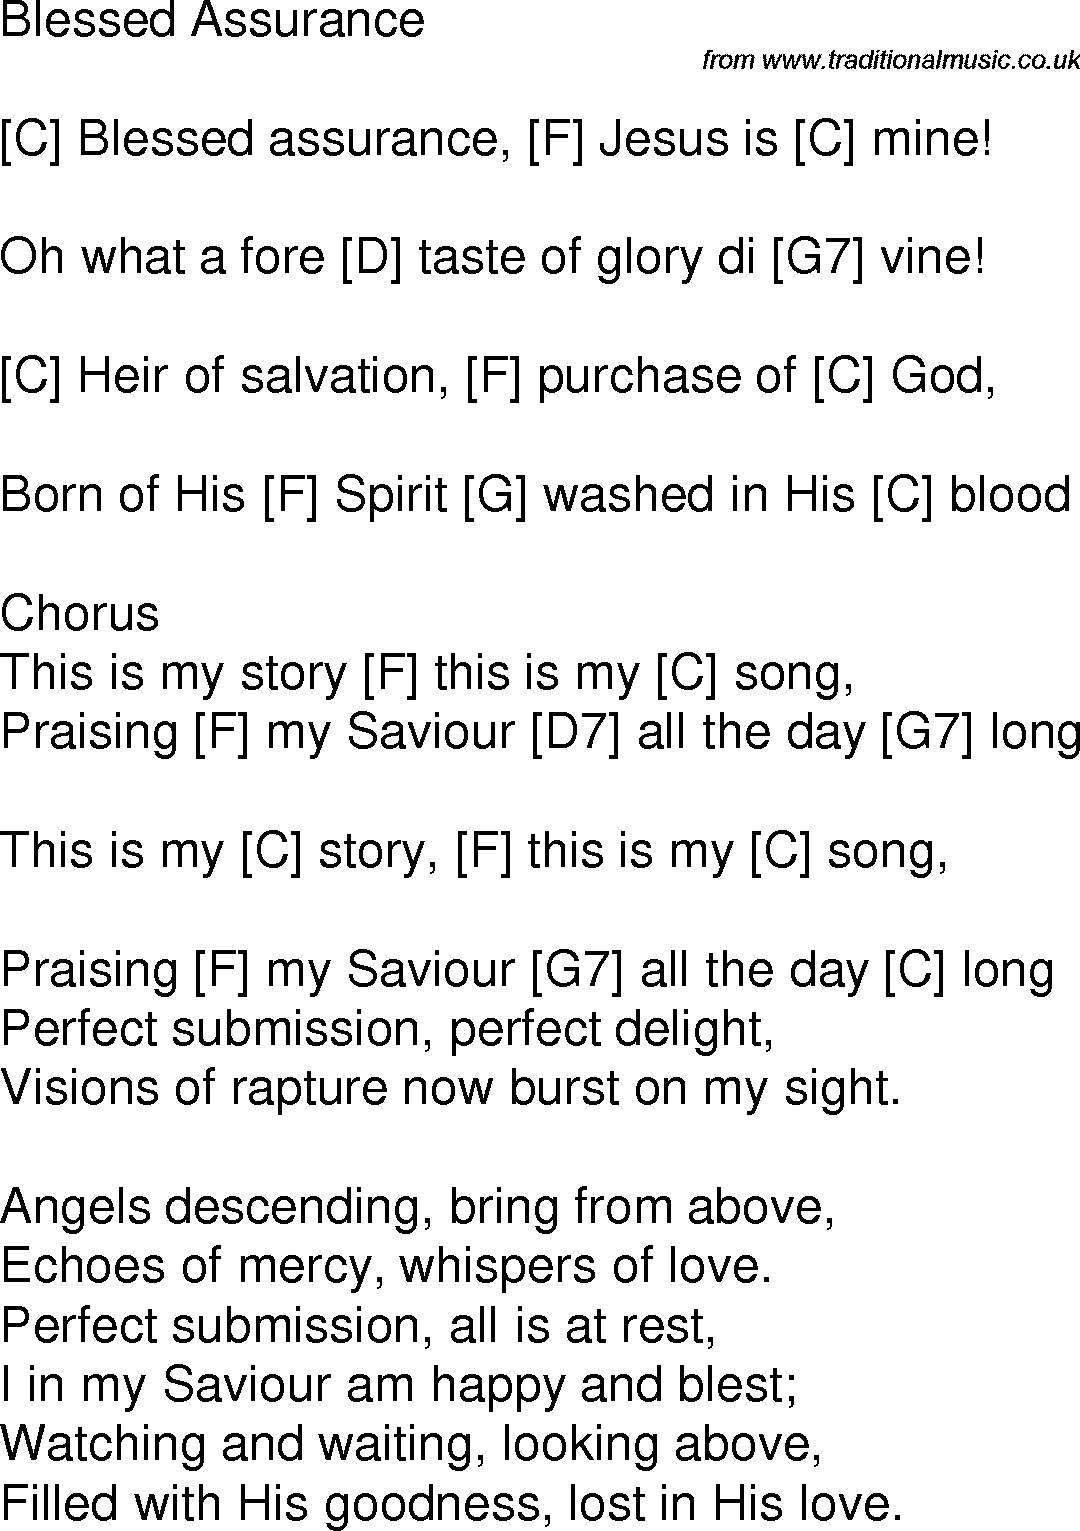 Blessed Assurance
from www.traditionalmusic.co.uk
[C] Blessed assurance, [F] Jesus is [C] mine!
Oh what a fore [D] taste of glory di [G7] vine!
[C] Heir of salvation, [F] purchase of [C] God,
Born of His [F] Spirit [G] washed in His [C] blood
Chorus
This is my story [F] this is my [C] song,
Praising [F] my Saviour [D7] all the day [G7] long
This is my [C] story, [F] this is my [C] song,
Praising [F] my Saviour [G7] all the day [C] long
Perfect submission, perfect delight,
Visions of rapture now burst on my sight.
Angels descending, bring from above,
Echoes of mercy, whispers of love.
Perfect submission, all is at rest,
I in my Saviour am happy and blest;
Watching and waiting, looking above,
Filled with His goodness, lost in His love.